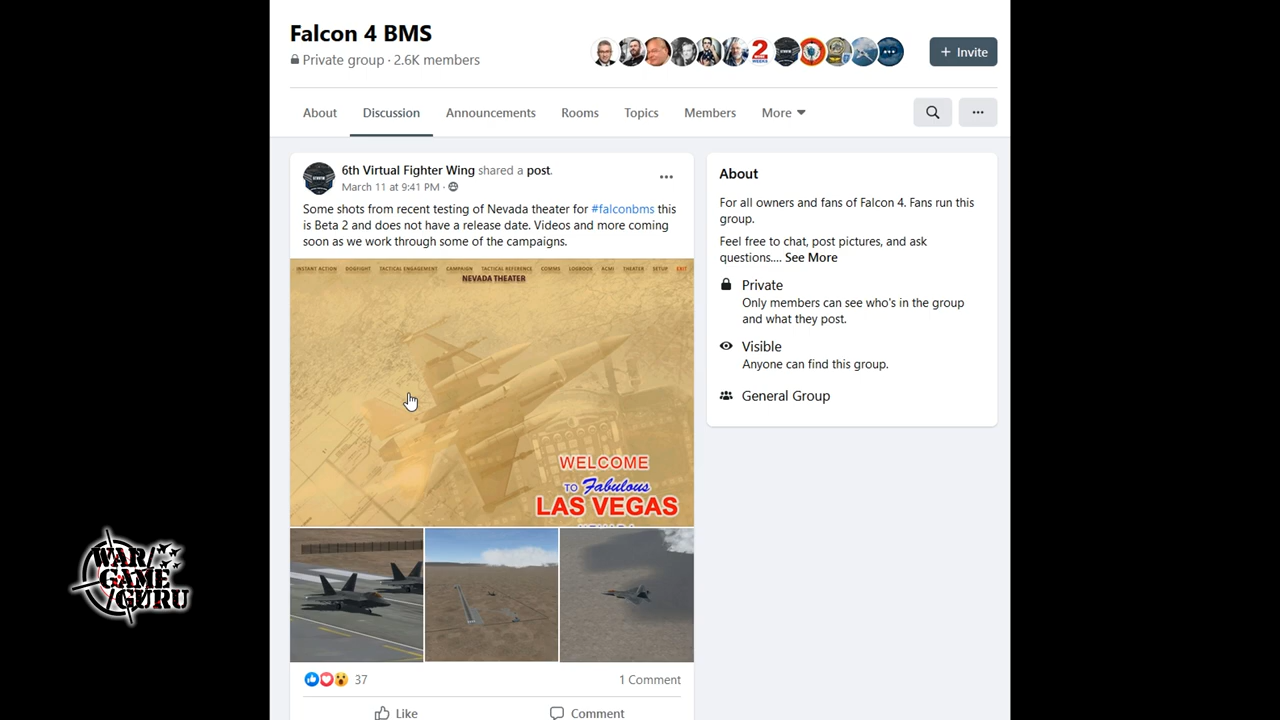 Falcon 4 BMS
Private group · 2.6K members
2
WEEKS
+ Invite
About
Discussion
Announcements
Rooms
Topics
Members
More
6th Virtual Fighter Wing shared a post.
March 11 at 9:41 PM ·
Some shots from recent testing of Nevada theater for #falconbms this
is Beta 2 and does not have a release date. Videos and more coming
soon as we work through some of the campaigns.
INSTANT ACTION DOGFIGHT TACTICAL ENGAGEMENT CAMPAIGN TACTICAL REFERENCE COMMS LOGBOOK ACMI THEATER SETUP EXIT
NEVADA THEATER
WELCOME
TO Fabulous
LAS VEGAS
NEVADA
37
1 Comment
Like
Comment
About
For all owners and fans of Falcon 4. Fans run this
group.
Feel free to chat, post pictures, and ask
questions.... See More
Private
Only members can see who's in the group
and what they post.
Visible
Anyone can find this group.
General Group
WAR
GAME
GURU